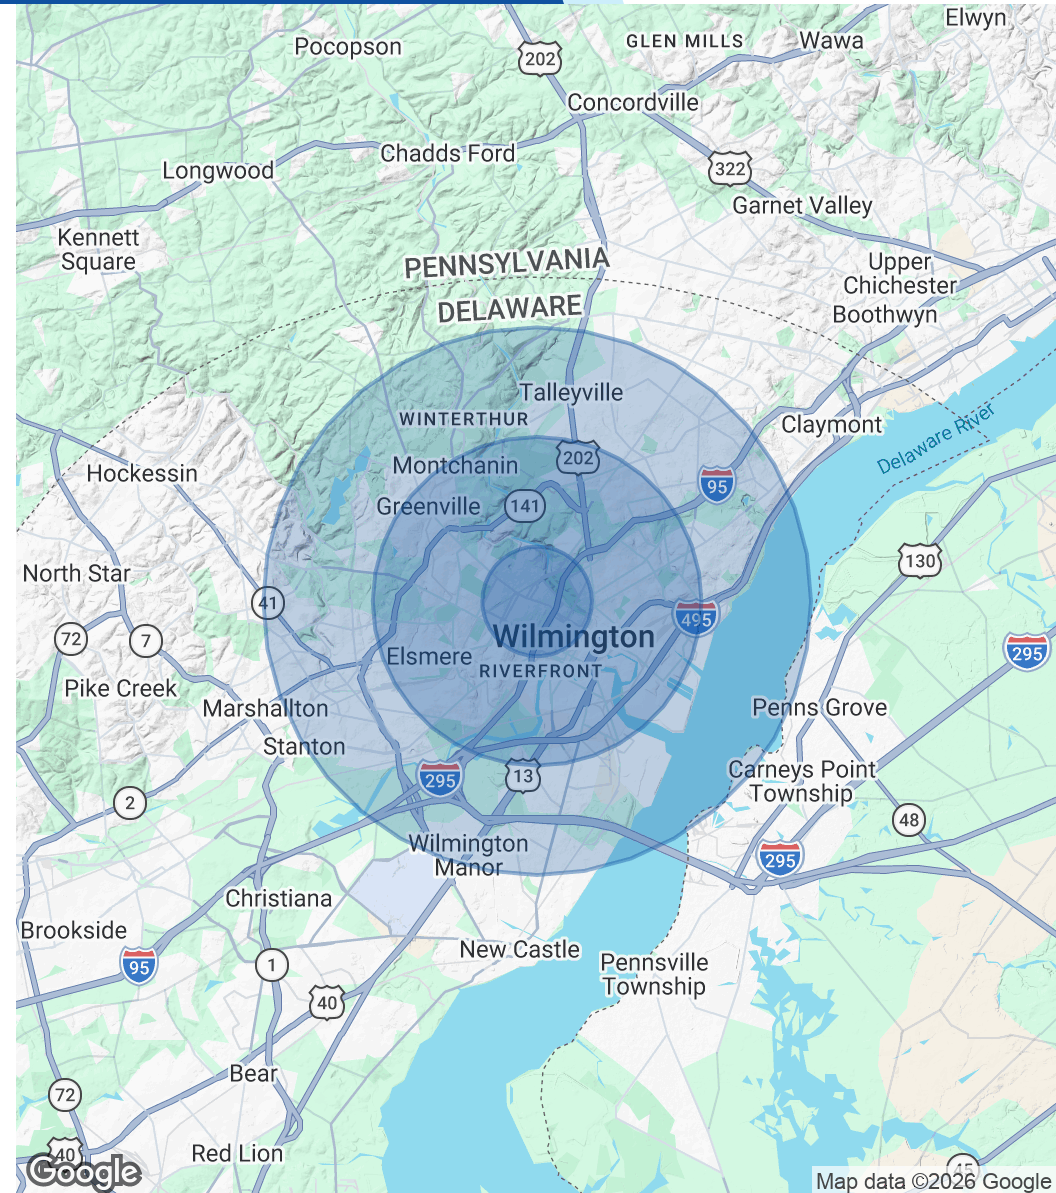 Elwyn
Pocopson
GLEN MILLS
Wawa
202
Concordville
Chadds Ford
Longwood
322
Garnet Valley
Kennett
Square
PENNSYLVANIA
Upper
Chichester
DELAWARE
Boothwyn
Talleyville
WINTERTHUR
Claymont
Delaware River
Montchanin
202
Hockessin
95
Greenville
141
130
North Star
41
495
72
7
Wilmington
295
Elsmere
RIVERFRONT
Pike Creek
Marshallton
Penns Grove
Stanton
Carneys Point
Township
295
13
2
48
Wilmington
Manor
295
Christiana
Brookside
New Castle
Pennsville
Township
95
1
40
Bear
72
Red Lion
40
45
Google
Map data ©2026 Google